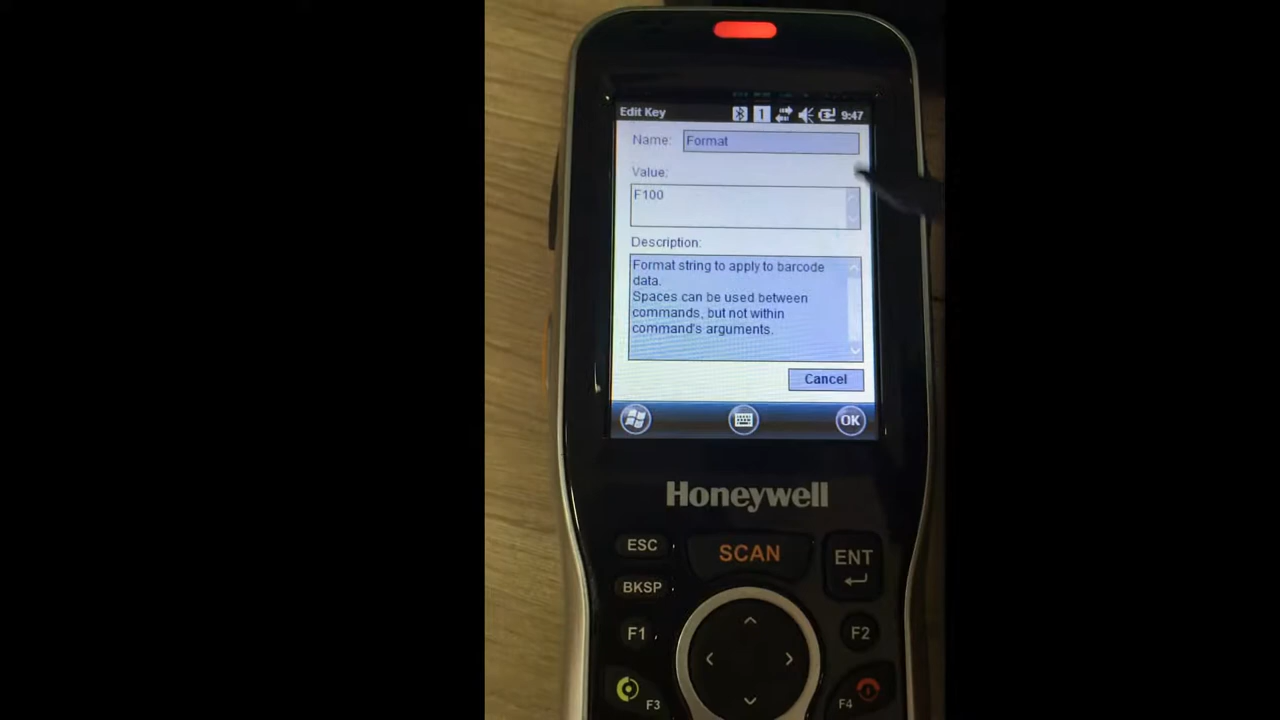 Edit Key 1 9:47
Name: Format
Value:
F100
Description:
Format string to apply to barcode
data.
Spaces can be used between
commands, but not within
command's arguments.
Cancel
OK
Honeywell
ESC SCAN ENT
BKSP
F1 F2
F3 F4